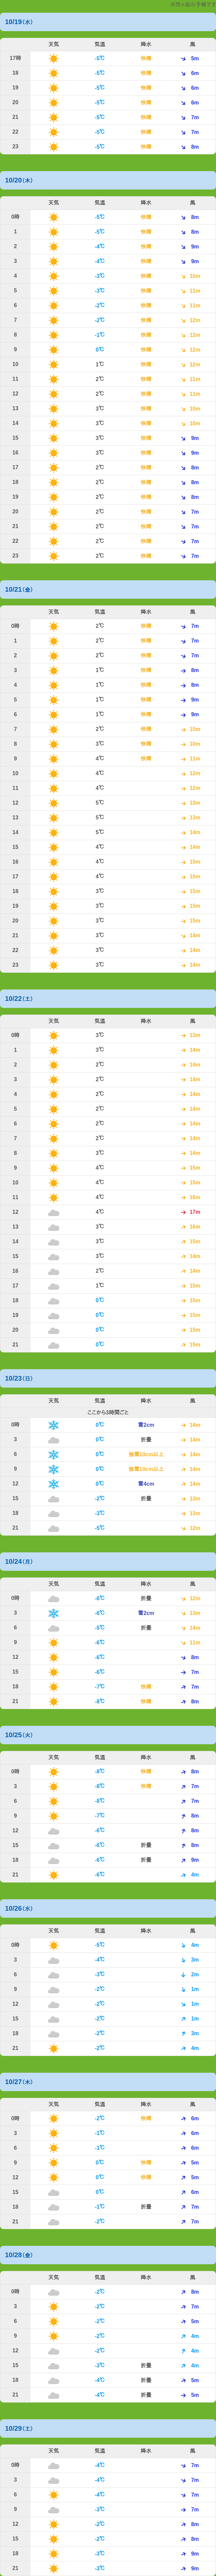 10/19(水)
天気 気温 降水 風
17時 -5℃ 快晴 5m
18 -5℃ 快晴 6m
19 -5℃ 快晴 6m
20 -5℃ 快晴 6m
21 -5℃ 快晴 7m
22 -5℃ 快晴 7m
23 -5℃ 快晴 8m
10/20(木)
天気 気温 降水 風
0時 -5℃ 快晴 8m
1 -5℃ 快晴 8m
2 -4℃ 快晴 9m
3 -4℃ 快晴 9m
4 -3℃ 快晴 10m
5 -3℃ 快晴 11m
6 -2℃ 快晴 11m
7 -2℃ 快晴 12m
8 -1℃ 快晴 12m
9 0℃ 快晴 12m
10 1℃ 快晴 12m
11 2℃ 快晴 11m
12 2℃ 快晴 11m
13 3℃ 快晴 10m
14 3℃ 快晴 10m
15 3℃ 快晴 9m
16 3℃ 快晴 9m
17 2℃ 快晴 8m
18 2℃ 快晴 8m
19 2℃ 快晴 8m
20 2℃ 快晴 7m
21 2℃ 快晴 7m
22 2℃ 快晴 7m
23 2℃ 快晴 7m
10/21(金)
天気 気温 降水 風
0時 2℃ 快晴 7m
1 2℃ 快晴 7m
2 2℃ 快晴 7m
3 1℃ 快晴 8m
4 1℃ 快晴 8m
5 1℃ 快晴 9m
6 1℃ 快晴 9m
7 2℃ 快晴 10m
8 3℃ 快晴 10m
9 4℃ 快晴 11m
10 4℃ 12m
11 4℃ 12m
12 5℃ 13m
13 5℃ 13m
14 5℃ 14m
15 4℃ 14m
16 4℃ 15m
17 4℃ 15m
18 3℃ 15m
19 3℃ 15m
20 3℃ 15m
21 3℃ 14m
22 3℃ 14m
23 3℃ 14m
10/22(土)
天気 気温 降水 風
0時 3℃ 13m
1 3℃ 14m
2 2℃ 14m
3 2℃ 14m
4 2℃ 14m
5 2℃ 14m
6 2℃ 14m
7 2℃ 14m
8 3℃ 14m
9 4℃ 15m
10 4℃ 15m
11 4℃ 16m
12 4℃ 17m
13 3℃ 16m
14 3℃ 15m
15 3℃ 14m
16 2℃ 14m
17 1℃ 15m
18 0℃ 15m
19 0℃ 15m
20 0℃ 15m
21 0℃ 15m
10/23(日)
天気 気温 降水 風
ここから3時間ごと
0時 0℃ 雪2cm 14m
3 0℃ 折畳 14m
6 0℃ 強雪10cm以上 14m
9 0℃ 強雪10cm以上 14m
12 0℃ 雪4cm 14m
15 -2℃ 折畳 13m
18 -3℃ 13m
21 -5℃ 12m
10/24(月)
天気 気温 降水 風
0時 -6℃ 折畳 12m
3 -6℃ 雪2cm 13m
6 -5℃ 折畳 14m
9 -6℃ 11m
12 -6℃ 8m
15 -6℃ 7m
18 -7℃ 快晴 7m
21 -8℃ 快晴 8m
10/25(火)
天気 気温 降水 風
0時 -8℃ 快晴 8m
3 -8℃ 快晴 7m
6 -8℃ 7m
9 -7℃ 8m
12 -6℃ 8m
15 -6℃ 折畳 8m
18 -6℃ 折畳 9m
21 -6℃ 4m
10/26(水)
天気 気温 降水 風
0時 -5℃ 4m
3 -4℃ 3m
6 -3℃ 2m
9 -2℃ 1m
12 -2℃ 1m
15 -2℃ 1m
18 -2℃ 3m
21 -2℃ 4m
10/27(木)
天気 気温 降水 風
0時 -2℃ 快晴 6m
3 -1℃ 6m
6 -1℃ 6m
9 0℃ 快晴 5m
12 0℃ 快晴 5m
15 0℃ 6m
18 -1℃ 折畳 7m
21 -2℃ 7m
10/28(金)
天気 気温 降水 風
0時 -2℃ 8m
3 -2℃ 7m
6 -2℃ 5m
9 -2℃ 4m
12 -2℃ 4m
15 -3℃ 折畳 4m
18 -4℃ 折畳 5m
21 -4℃ 折畳 5m
10/29(土)
天気 気温 降水 風
0時 -4℃ 7m
3 -4℃ 7m
6 -4℃ 7m
9 -3℃ 7m
12 -2℃ 8m
15 -2℃ 8m
18 -3℃ 9m
21 -3℃ 9m